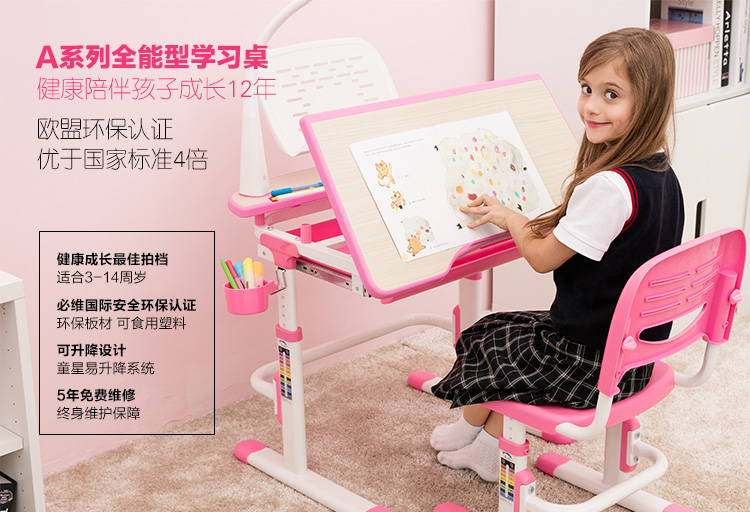 A系列全能型学习桌
健康陪伴孩子成长12年
欧盟环保认证
优于国家标准4倍
健康成长最佳拍档
适合3-14周岁
必维国际安全环保认证
环保板材 可食用塑料
可升降设计
童星易升降系统
5年免费维修
终身维护保障